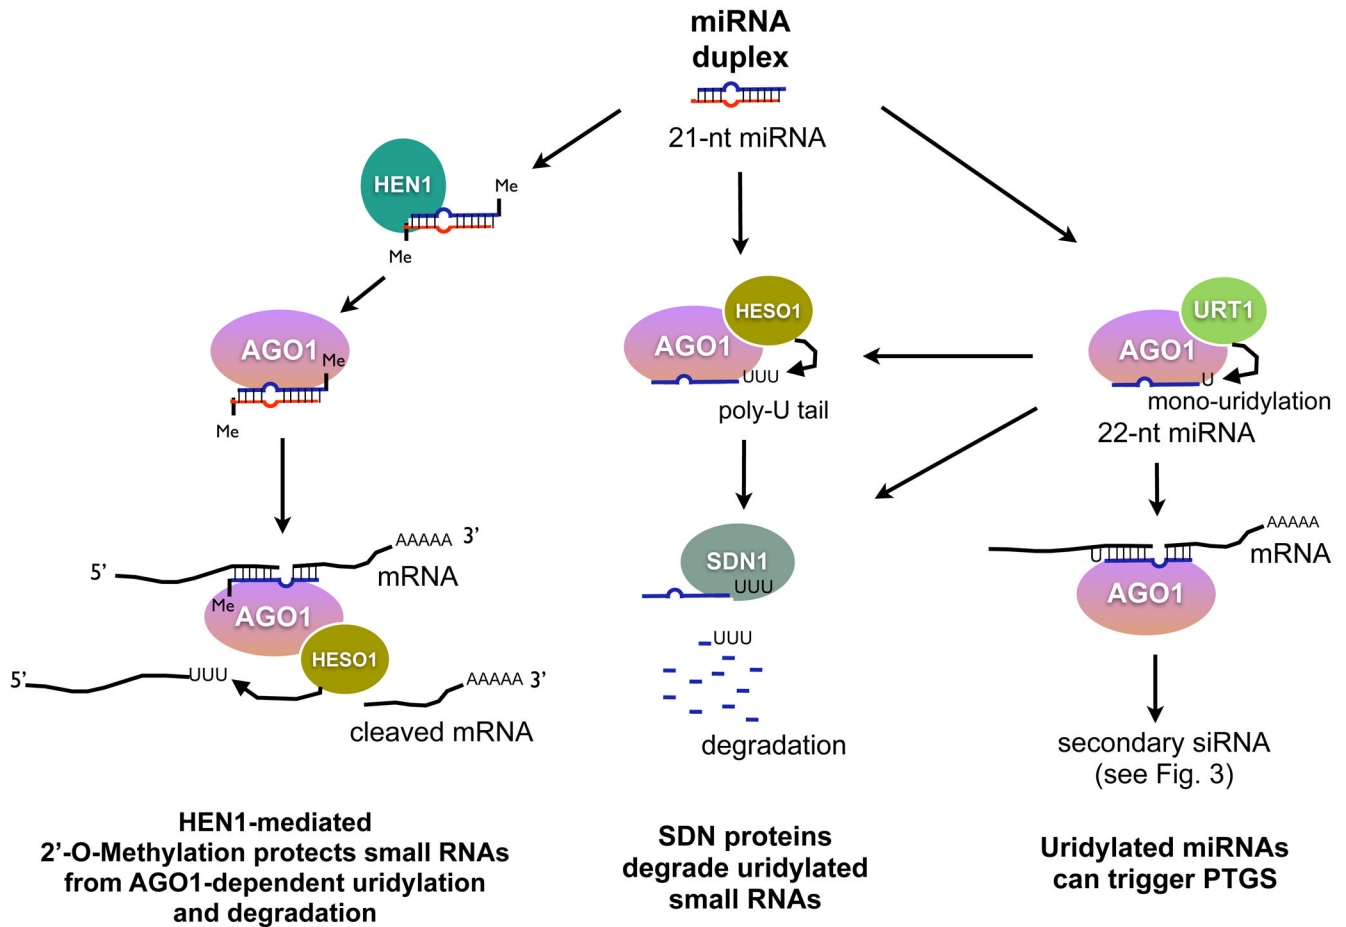 miRNA
duplex
21-nt miRNA
HEN1
Me
Me
AGO1
Me
Me
AAAAA 3’
5’
mRNA
Me
AGO1
HESO1
5’
UUU
AAAAA 3’
cleaved mRNA
HEN1-mediated
2’-O-Methylation protects small RNAs
from AGO1-dependent uridylation
and degradation
HESO1
AGO1
UUU
poly-U tail
SDN1
UUU
UUU
degradation
SDN proteins
degrade uridylated
small RNAs
URT1
AGO1
U
mono-uridylation
22-nt miRNA
AAAAA
U
mRNA
AGO1
secondary siRNA
(see Fig. 3)
Uridylated miRNAs
can trigger PTGS